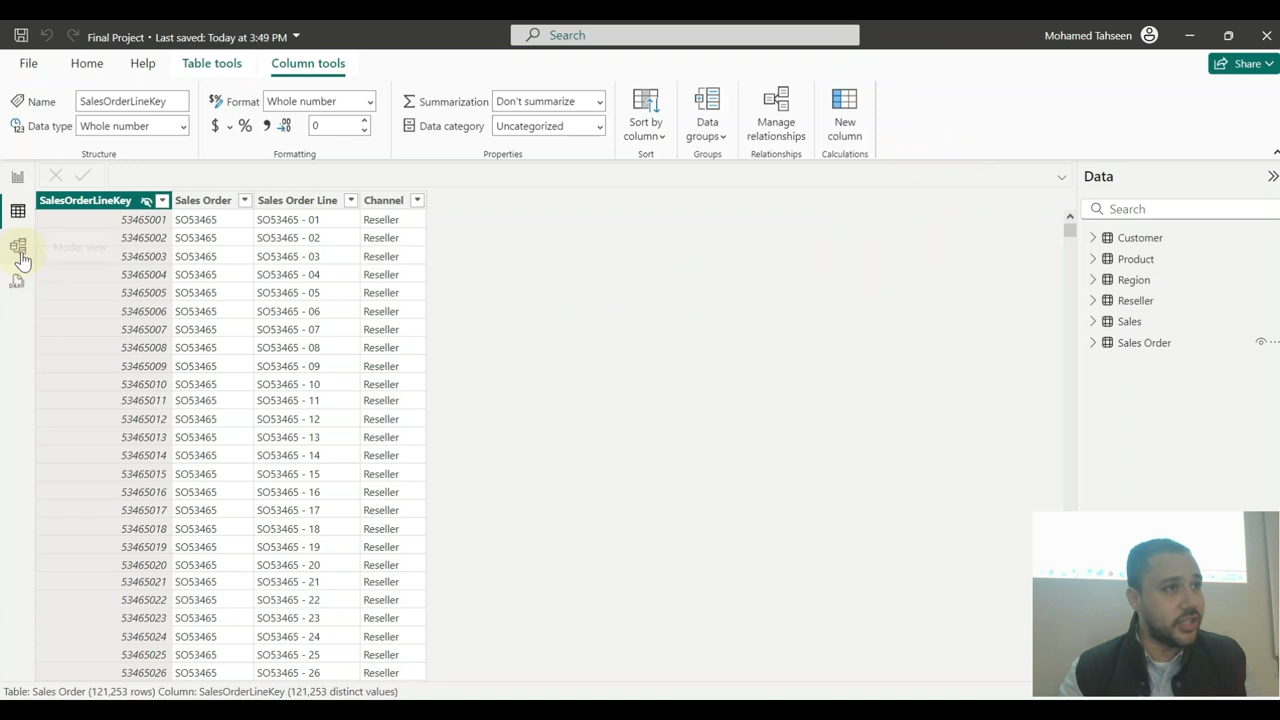 Final Project • Last saved: Today at 3:49 PM
Search
Mohamed Tahseen
File
Home
Help
Table tools
Column tools
Share
Name
SalesOrderLineKey
Data type
Whole number
Structure
Format
Whole number
$
%
0
Formatting
Summarization
Don't summarize
Data category
Uncategorized
Properties
Sort by
column
Sort
Data
groups
Groups
Manage
relationships
Relationships
New
column
Calculations
SalesOrderLineKey Sales Order Sales Order Line Channel
53465001 SO53465 SO53465 - 01 Reseller
53465002 SO53465 SO53465 - 02 Reseller
53465003 SO53465 SO53465 - 03 Reseller
53465004 SO53465 SO53465 - 04 Reseller
53465005 SO53465 SO53465 - 05 Reseller
53465006 SO53465 SO53465 - 06 Reseller
53465007 SO53465 SO53465 - 07 Reseller
53465008 SO53465 SO53465 - 08 Reseller
53465009 SO53465 SO53465 - 09 Reseller
53465010 SO53465 SO53465 - 10 Reseller
53465011 SO53465 SO53465 - 11 Reseller
53465012 SO53465 SO53465 - 12 Reseller
53465013 SO53465 SO53465 - 13 Reseller
53465014 SO53465 SO53465 - 14 Reseller
53465015 SO53465 SO53465 - 15 Reseller
53465016 SO53465 SO53465 - 16 Reseller
53465017 SO53465 SO53465 - 17 Reseller
53465018 SO53465 SO53465 - 18 Reseller
53465019 SO53465 SO53465 - 19 Reseller
53465020 SO53465 SO53465 - 20 Reseller
53465021 SO53465 SO53465 - 21 Reseller
53465022 SO53465 SO53465 - 22 Reseller
53465023 SO53465 SO53465 - 23 Reseller
53465024 SO53465 SO53465 - 24 Reseller
53465025 SO53465 SO53465 - 25 Reseller
53465026 SO53465 SO53465 - 26 Reseller
Model view
DAX
Data
Search
Customer
Product
Region
Reseller
Sales
Sales Order
Table: Sales Order (121,253 rows) Column: SalesOrderLineKey (121,253 distinct values)